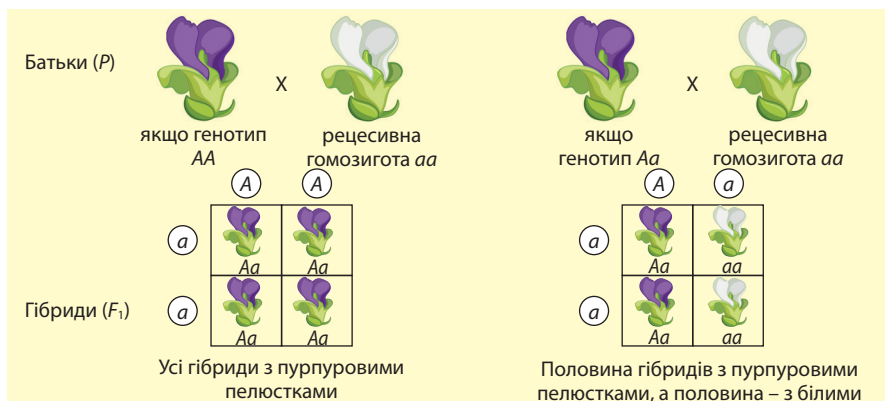 Батьки (P)
X
X
якщо генотип
AA
рецесивна
гомозигота aa
якщо
генотип Aa
рецесивна
гомозигота aa
A A
A a
a
Aa Aa
a
Aa aa
Гібриди (F₁)
a
Aa Aa
a
Aa aa
Усі гібриди з пурпуровими
пелюстками
Половина гібридів з пурпуровими
пелюстками, а половина – з білими